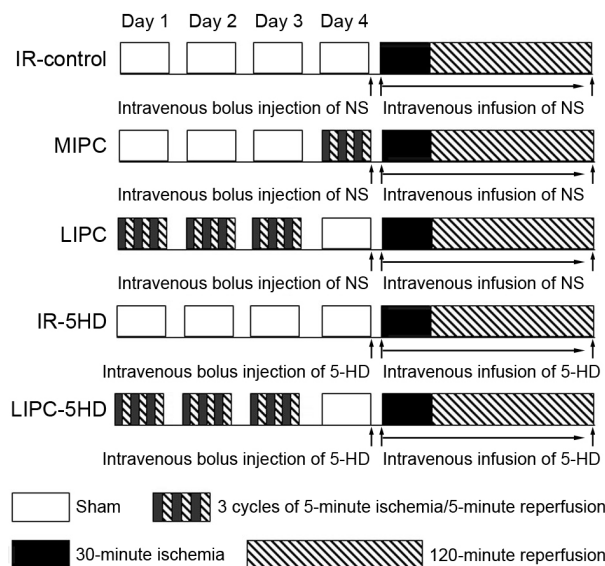 Day 1 Day 2 Day 3 Day 4
IR-control
Intravenous bolus injection of NS Intravenous infusion of NS
MIPC
Intravenous bolus injection of NS Intravenous infusion of NS
LIPC
Intravenous bolus injection of NS Intravenous infusion of NS
IR-5HD
Intravenous bolus injection of 5-HD Intravenous infusion of 5-HD
LIPC-5HD
Intravenous bolus injection of 5-HD Intravenous infusion of 5-HD
Sham 3 cycles of 5-minute ischemia/5-minute reperfusion
30-minute ischemia 120-minute reperfusion